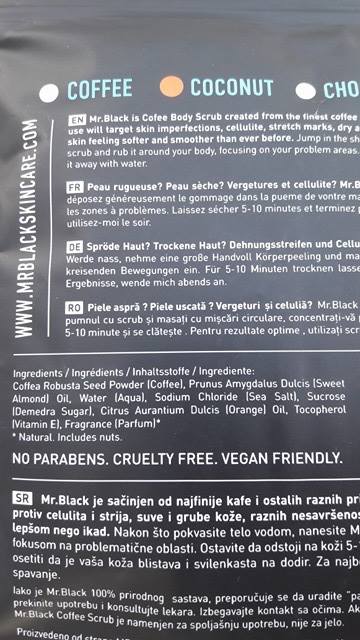 COFFEE COCONUT CHO
WWW.MRBLACKSKINCARE.COM
EN Mr.Black is Cofee Body Scrub created from the finest coffee
use will target skin imperfections, cellulite, stretch marks, dry a
skin feeling softer and smoother than ever before. Jump in the sh
scrub and rub it around your body, focusing on your problem areas.
it away with water.
FR Peau rugueuse? Peau sèche? Vergetures et cellulite? Mr.B
déposez généreusement le gommage dans la pueme de vontre ma
les zones à problèmes. Laissez sécher 5-10 minutes et terminez p
utilisez-moi le soir.
DE Spröde Haut? Trockene Haut? Dehnungsstreifen und Cellu
Werde nass, nehme eine große Handvoll Körperpeeling und ma
kreisenden Bewegungen ein. Für 5-10 Minuten trocknen lasse
Ergebnisse, wende mich abends an.
RO Piele aspră ? Piele uscată ? Vergeturi și celuliă? Mr.Black
pumnul cu scrub și masați cu mișcări circulare, concentrați-vă p
5-10 minute și se clătește . Pentru rezultate optime , utilizați scr
Ingredients / Ingrédients / Inhaltsstoffe / Ingrediente:
Coffea Robusta Seed Powder (Coffee), Prunus Amygdalus Dulcis (Sweet
Almond) Oil, Water (Aqua), Sodium Chloride (Sea Salt), Sucrose
(Demedra Sugar), Citrus Aurantium Dulcis (Orange) Oil, Tocopherol
(Vitamin E), Fragrance (Parfum)*
* Natural. Includes nuts.
NO PARABENS. CRUELTY FREE. VEGAN FRIENDLY.
SR Mr.Black je sačinjen od najfinije kafe i ostalih raznih pr
protiv celulita i strija, suve i grube kože, raznih nesavršeno
lepšom nego ikad. Nakon što pokvasite telo vodom, nanesite M
fokusom na problematične oblasti. Ostavite da odstoji na koži 5-1
osetiti da je vaša koža blistava i svilenkasta na dodir. Za najbo
spavanje.
Iako je Mr.Black 100% prirodnog sastava, preporučuje se da uradite "pa
prekinite upotrebu i konsultujte lekara. Izbegavajte kontakt sa očima. Ak
Mr.Black Coffee Scrub je namenjen za spoljašnju upotrebu, nije za jelo.
Proizvedeno od stra